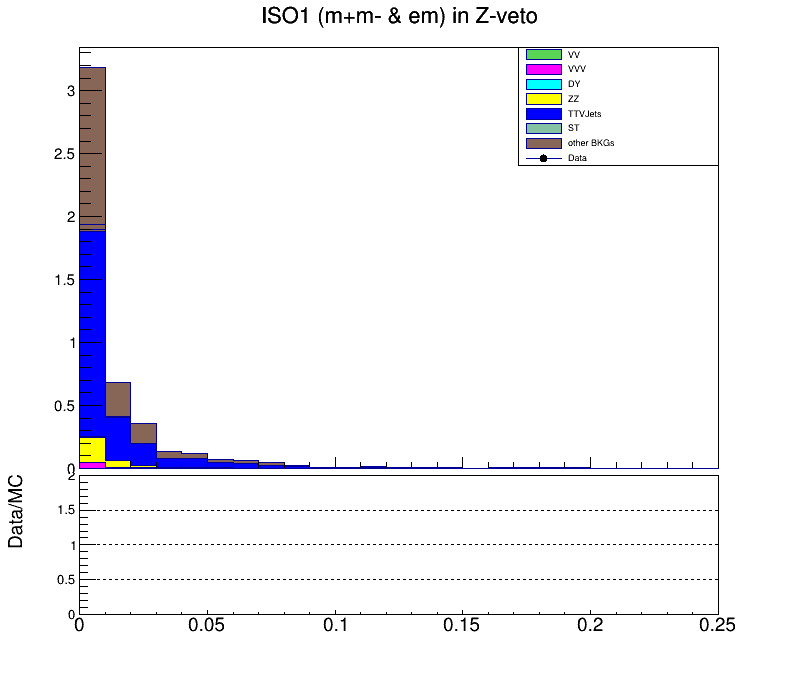 ISO1 (m+m- & em) in Z-veto
VV
VVV
DY
ZZ
TTVJets
ST
other BKGs
Data
3
2.5
2
1.5
1
0.5
0
Data/MC
2
1.5
1
0.5
0
0 0.05 0.1 0.15 0.2 0.25